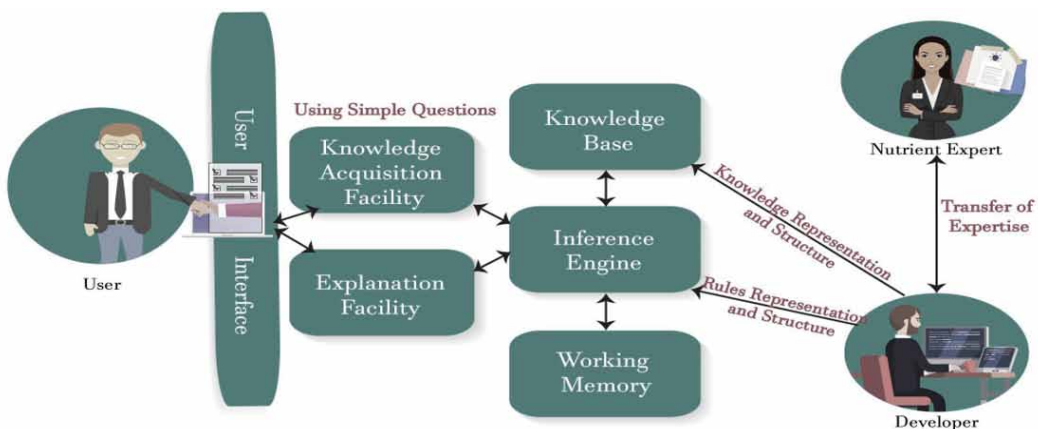 User
User
Interface
Using Simple Questions
Knowledge
Acquisition
Facility
Explanation
Facility
Knowledge
Base
Inference
Engine
Working
Memory
Knowledge Representation
and Structure
Rules Representation
and Structure
Nutrient Expert
Transfer of
Expertise
Developer